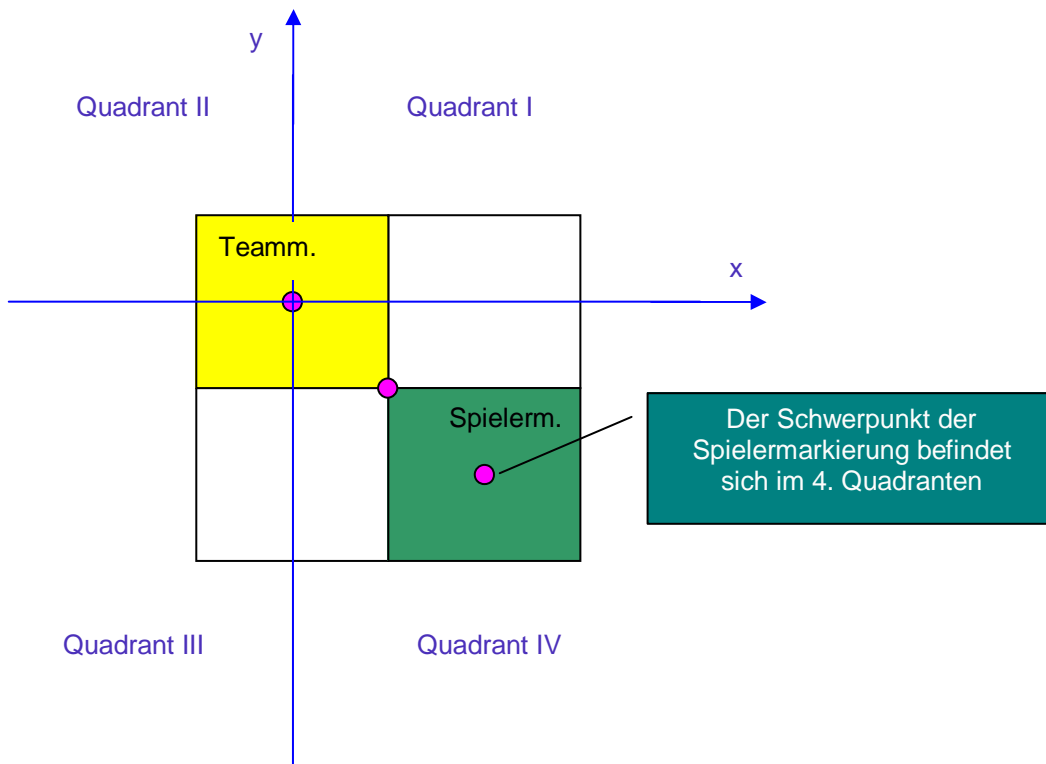 y
Quadrant II
Quadrant I
Teamm.
x
Spielerm.
Der Schwerpunkt der
Spielermarkierung befindet
sich im 4. Quadranten
Quadrant III
Quadrant IV